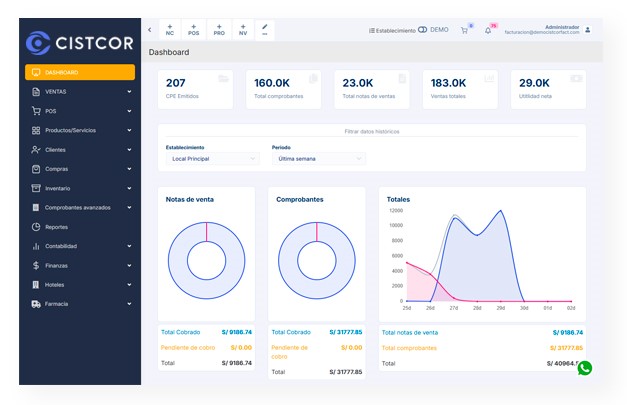 CISTCOR
DASHBOARD
VENTAS
POS
Productos/Servicios
Clientes
Compras
Inventario
Comprobantes avanzados
Reportes
Contabilidad
Finanzas
Hoteles
Farmacia
NC
POS
PRO
NV
Establecimiento
DEMO
0
75
Administrador
facturacion@democistcorfact.com
Dashboard
207
CPE Emitidos
160.0K
Total comprobantes
23.0K
Total notas de ventas
183.0K
Ventas totales
29.0K
Utilidad neta
Filtrar datos históricos
Establecimiento
Local Principal
Periodo
Última semana
Notas de venta
Total Cobrado S/ 9186.74
Pendiente de cobro S/ 0.00
Total S/ 9186.74
Comprobantes
Total Cobrado S/ 31777.85
Pendiente de cobro S/ 0.00
Total S/ 31777.85
Totales
12000
10000
8000
6000
4000
2000
0
25d 26d 27d 28d 29d 30d 01d 02d
Total notas de venta S/ 9186.74
Total comprobantes S/ 31777.85
Total S/ 40964.